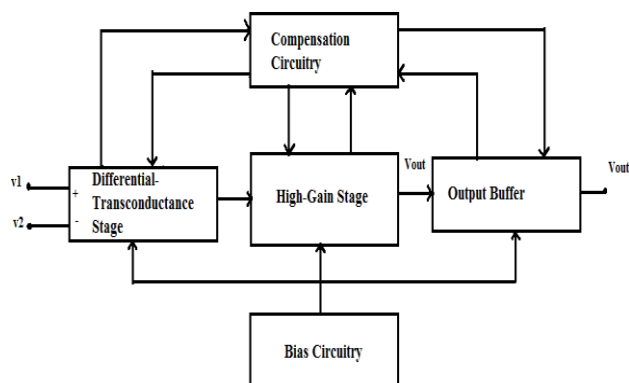 Compensation
Circuitry
v1
+
Differential-
Transconductance
Stage
v2
-
High-Gain Stage
Vout
Output Buffer
Vout
Bias Circuitry